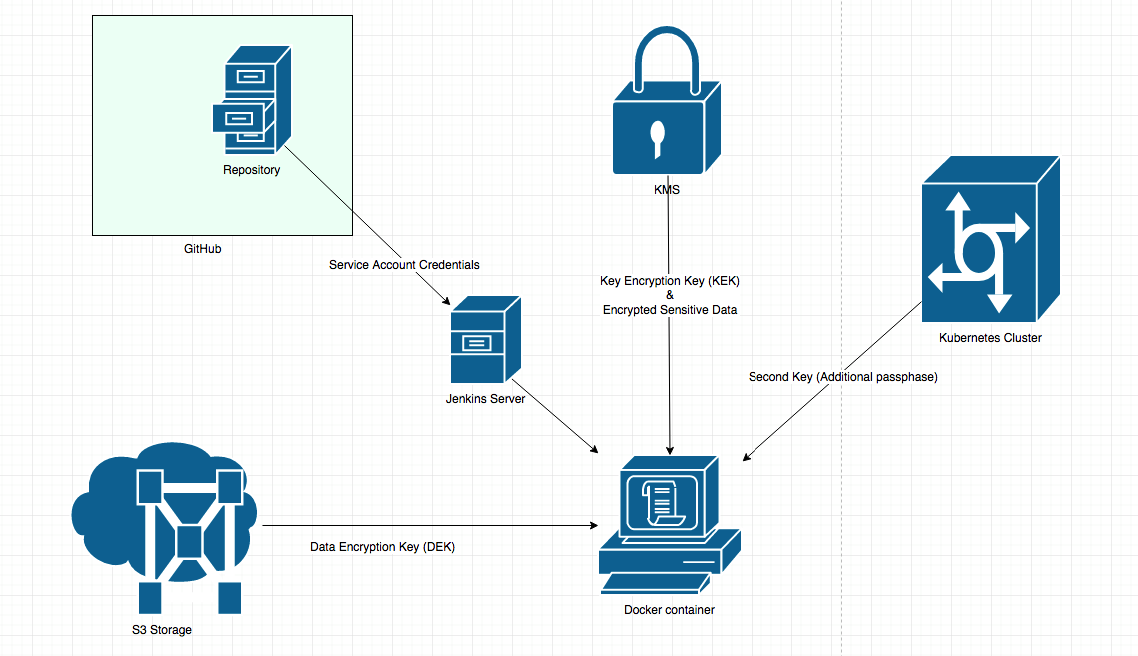 Repository
GitHub
KMS
Service Account Credentials
Key Encryption Key (KEK)
&
Encrypted Sensitive Data
Kubernetes Cluster
Second Key (Additional passphase)
Jenkins Server
Data Encryption Key (DEK)
Docker container
S3 Storage